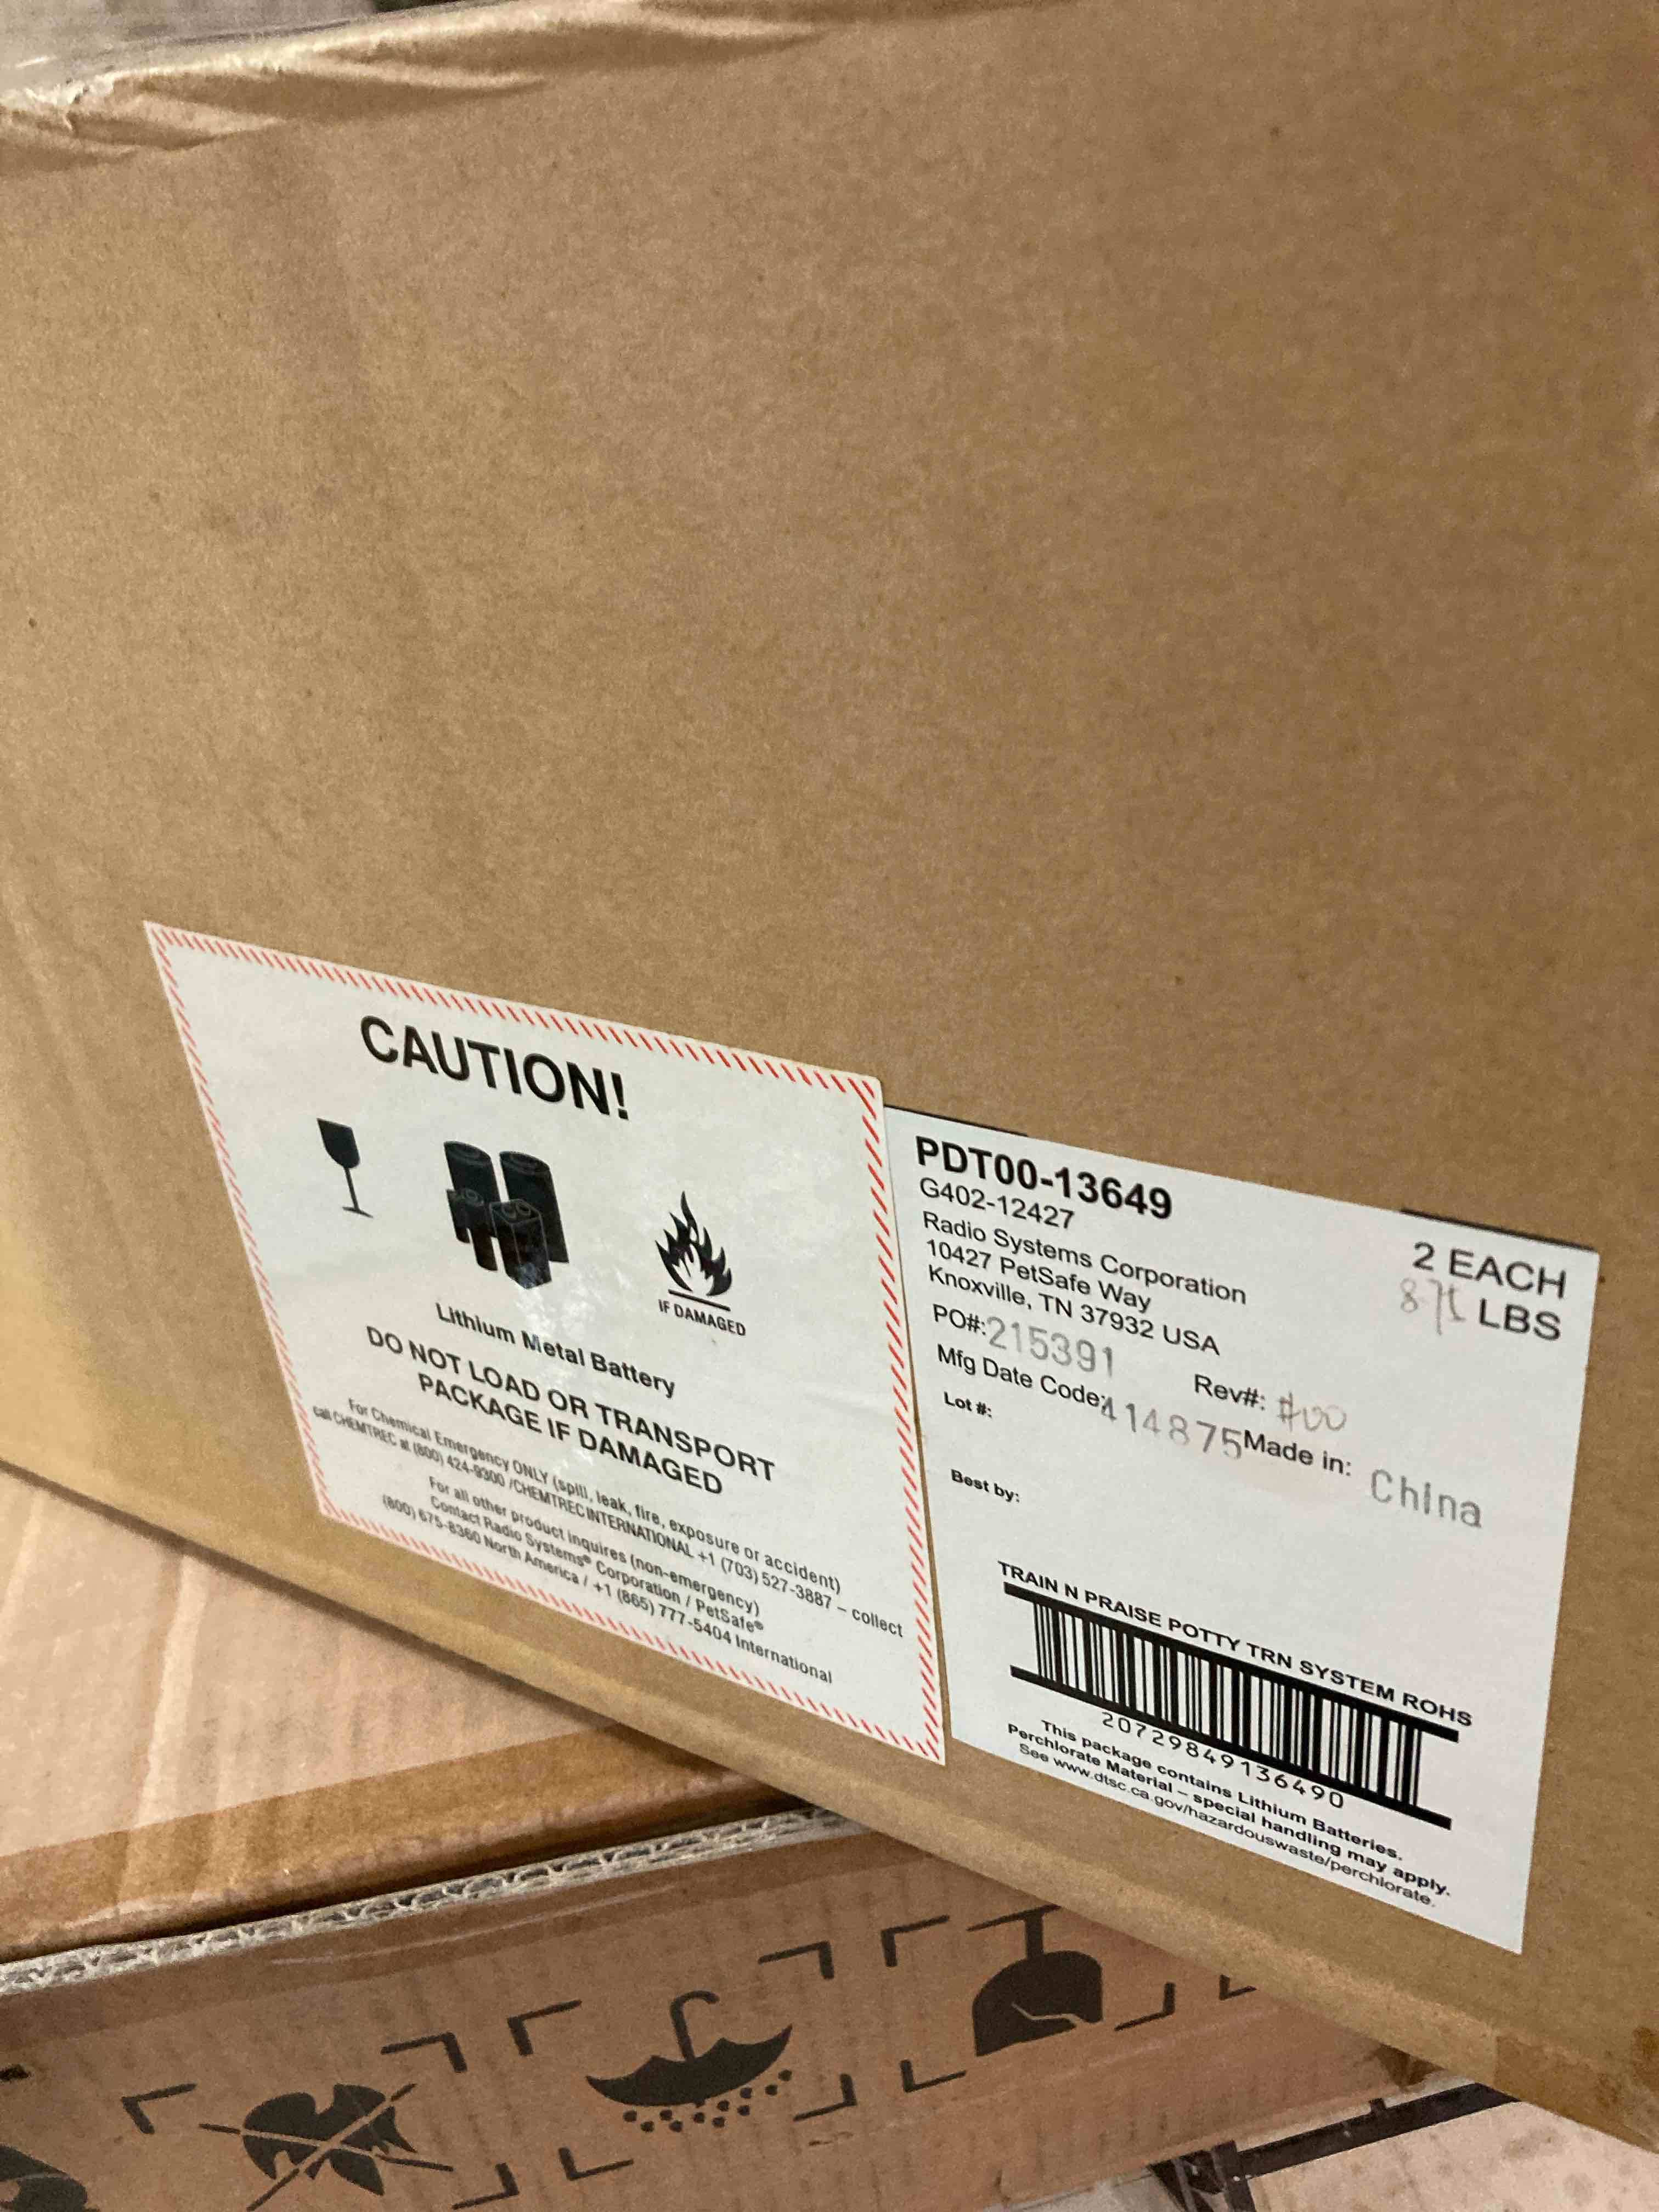 CAUTION!
IF DAMAGED
Lithium Metal Battery
DO NOT LOAD OR TRANSPORT
PACKAGE IF DAMAGED
For Chemical Emergency ONLY (spill, leak, fire, exposure or accident)
call CHEMTREC at (800) 424-9300 /CHEMTREC INTERNATIONAL +1 (703) 527-3887 – collect
For all other product inquires (non-emergency)
Contact Radio Systems® Corporation / PetSafe®
(800) 675-8360 North America / +1 (865) 777-5404 International
PDT00-13649
G402-12427
Radio Systems Corporation
10427 PetSafe Way
Knoxville, TN 37932 USA
2 EACH
LBS
PO#:215391
Rev#:
Mfg Date Code:414875
Made in: China
Lot #:
Best by:
TRAIN N PRAISE POTTY TRN SYSTEM ROHS
20729849136490
This package contains Lithium Batteries.
Perchlorate Material – special handling may apply.
See www.dtsc.ca.gov/hazardouswaste/perchlorate.